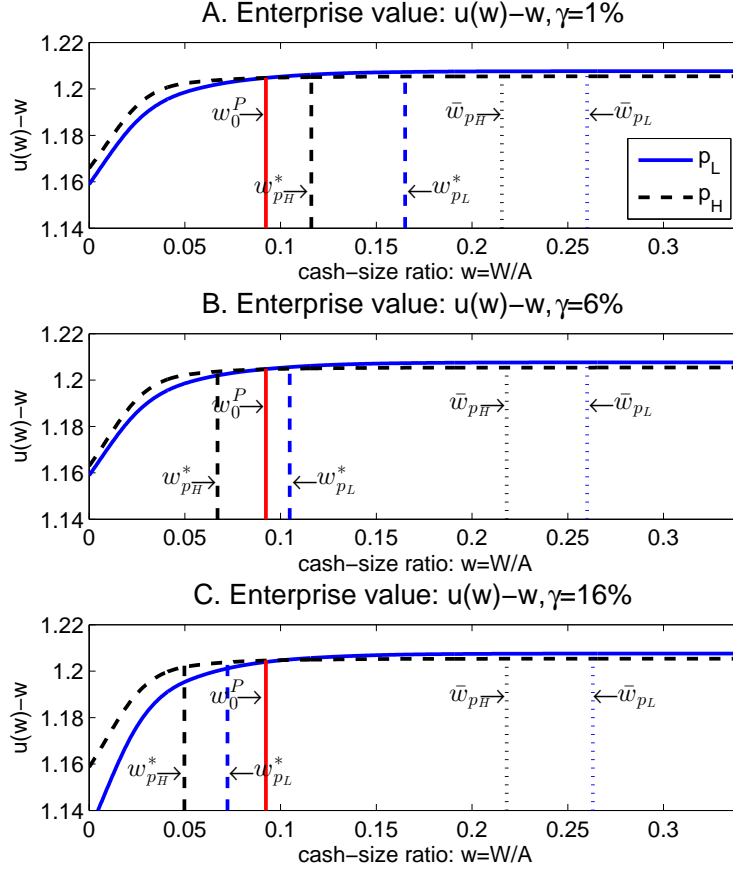 A. Enterprise value: u(w)−w, γ=1%
1.22
1.2
1.18
1.16
1.14
u(w)−w
w_0^P
w̄_{p_H}
w̄_{p_L}
w*_{p_H}
w*_{p_L}
p_L
p_H
0 0.05 0.1 0.15 0.2 0.25 0.3
cash−size ratio: w=W/A
B. Enterprise value: u(w)−w, γ=6%
1.22
1.2
1.18
1.16
1.14
u(w)−w
w_0^P
w̄_{p_H}
w̄_{p_L}
w*_{p_H}
w*_{p_L}
0 0.05 0.1 0.15 0.2 0.25 0.3
cash−size ratio: w=W/A
C. Enterprise value: u(w)−w, γ=16%
1.22
1.2
1.18
1.16
1.14
u(w)−w
w_0^P
w̄_{p_H}
w̄_{p_L}
w*_{p_H}
w*_{p_L}
0 0.05 0.1 0.15 0.2 0.25 0.3
cash−size ratio: w=W/A